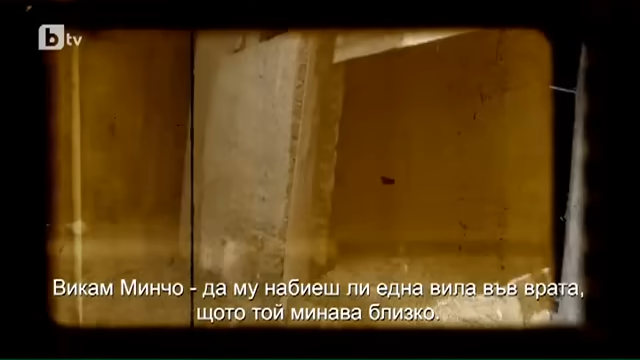 btv
Викам Минчо - да му набиеш ли една вила във врата,
щото той минава близко.